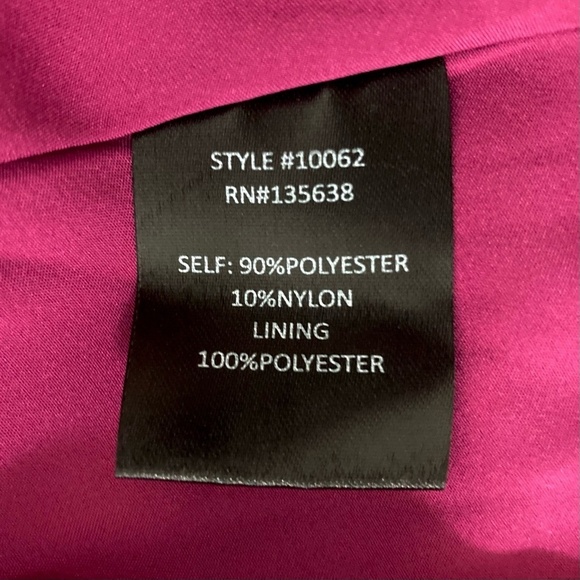 STYLE #10062
RN#135638
SELF: 90%POLYESTER
10%NYLON
LINING
100%POLYESTER